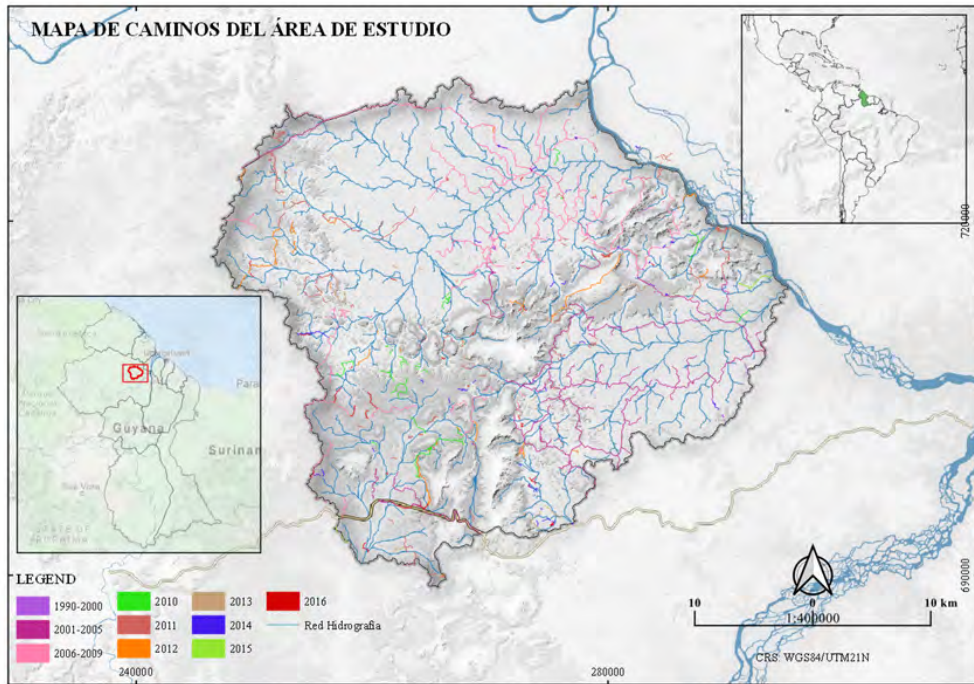 MAPA DE CAMINOS DEL ÁREA DE ESTUDIO
720000
Guyana
Surinam
LEGEND
1990-2000
2001-2005
2006-2009
2010
2011
2012
2013
2014
2015
2016
Red Hidrografia
690000
10 0 10 km
1:400000
CRS: WGS84/UTM21N
240000
280000